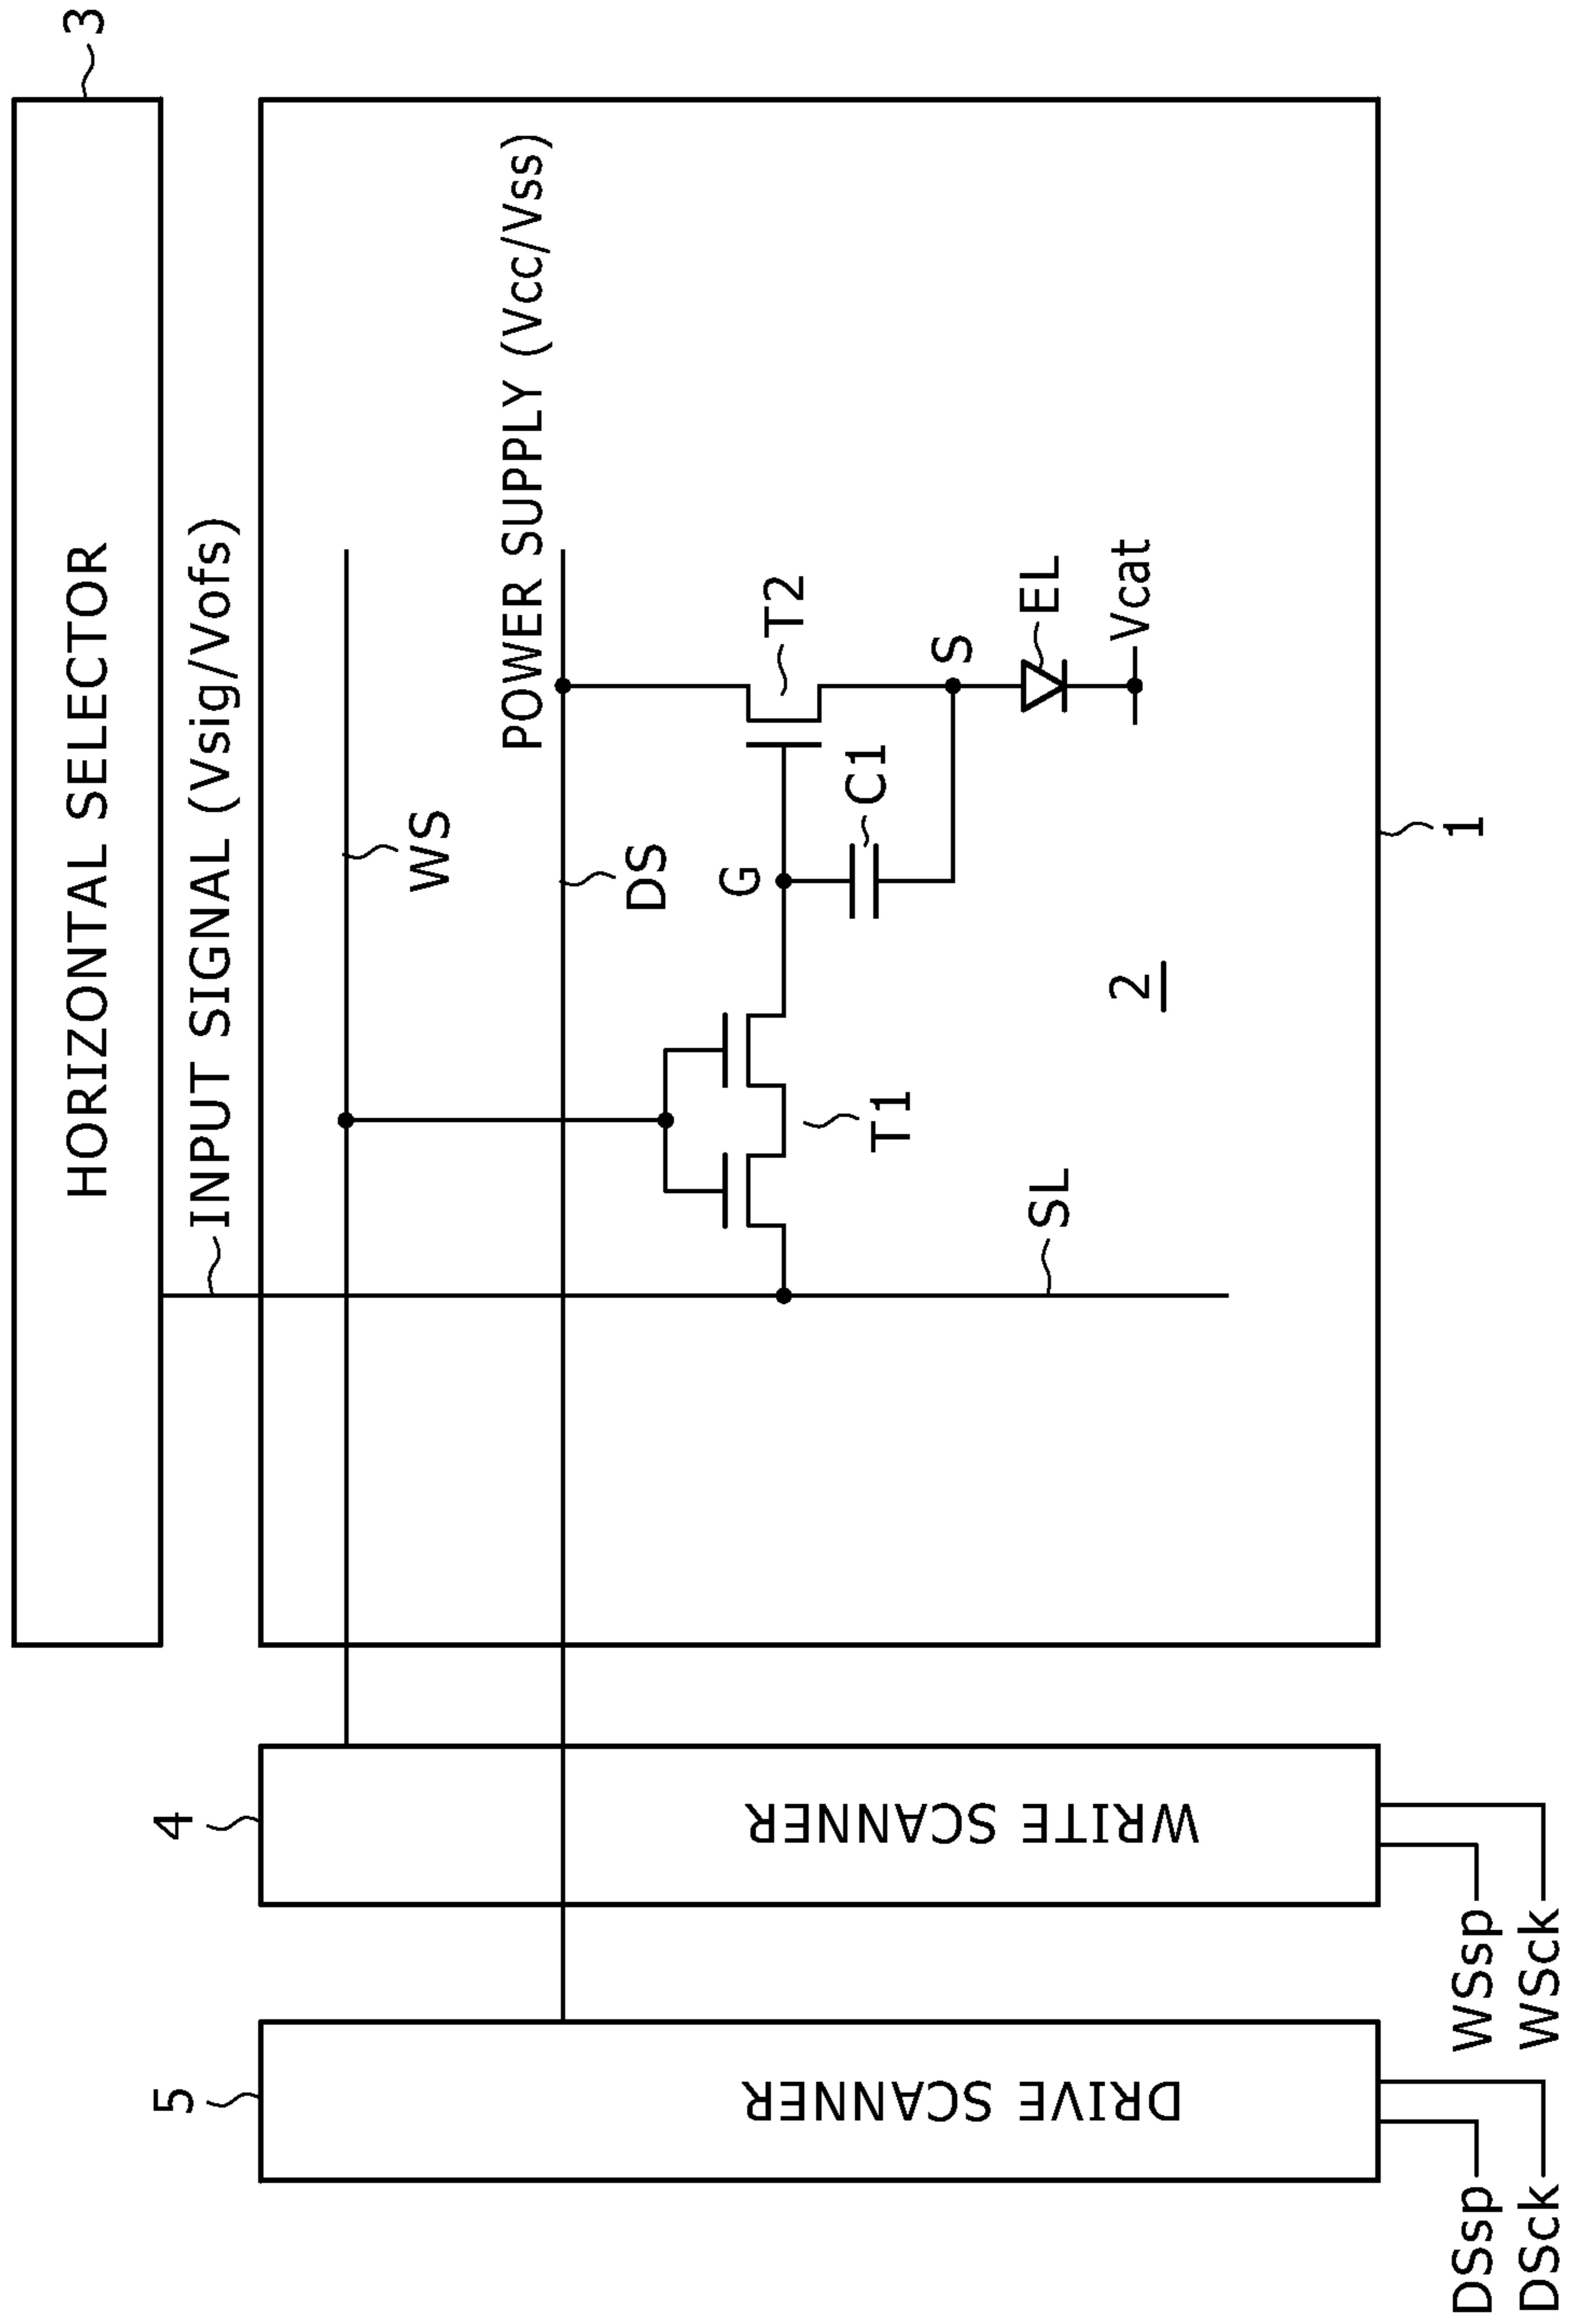 3
HORIZONTAL SELECTOR
INPUT SIGNAL (Vsig/Vofs)
5
4
WS
POWER SUPPLY (Vcc/Vss)
DS
G
T2
C1
S
T1
EL
SL
2
Vcat
DRIVE SCANNER
WRITE SCANNER
1
DSsp
WSsp
DSck
WSck